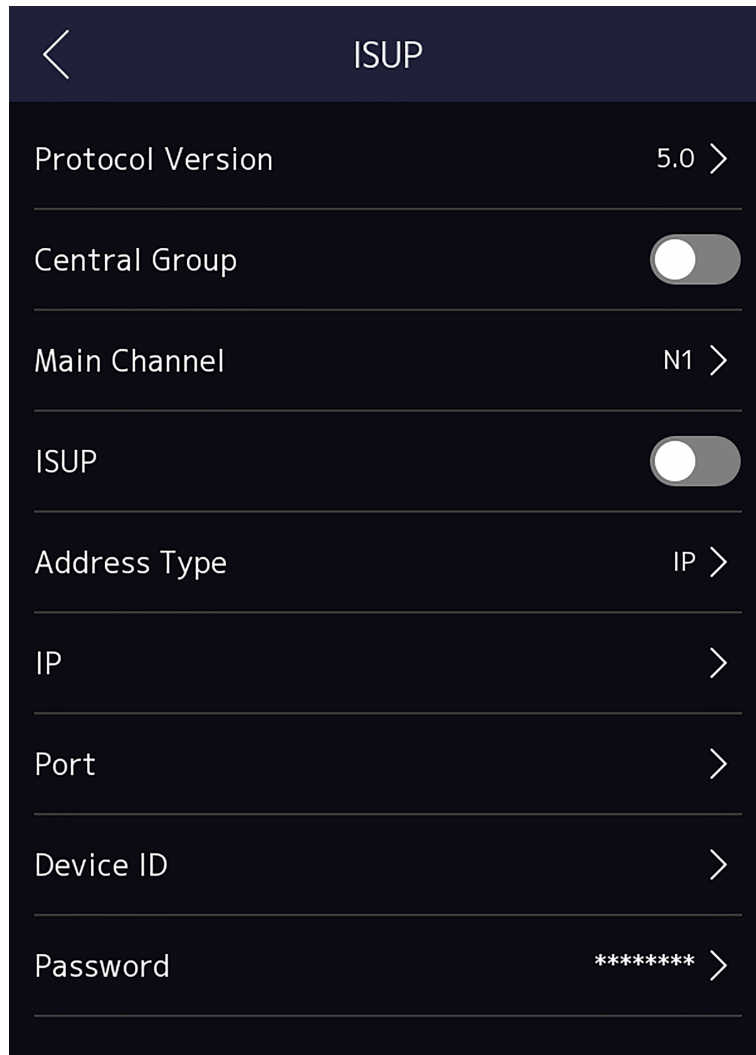 ISUP
Protocol Version 5.0
Central Group
Main Channel N1
ISUP
Address Type IP
IP
Port
Device ID
Password ********